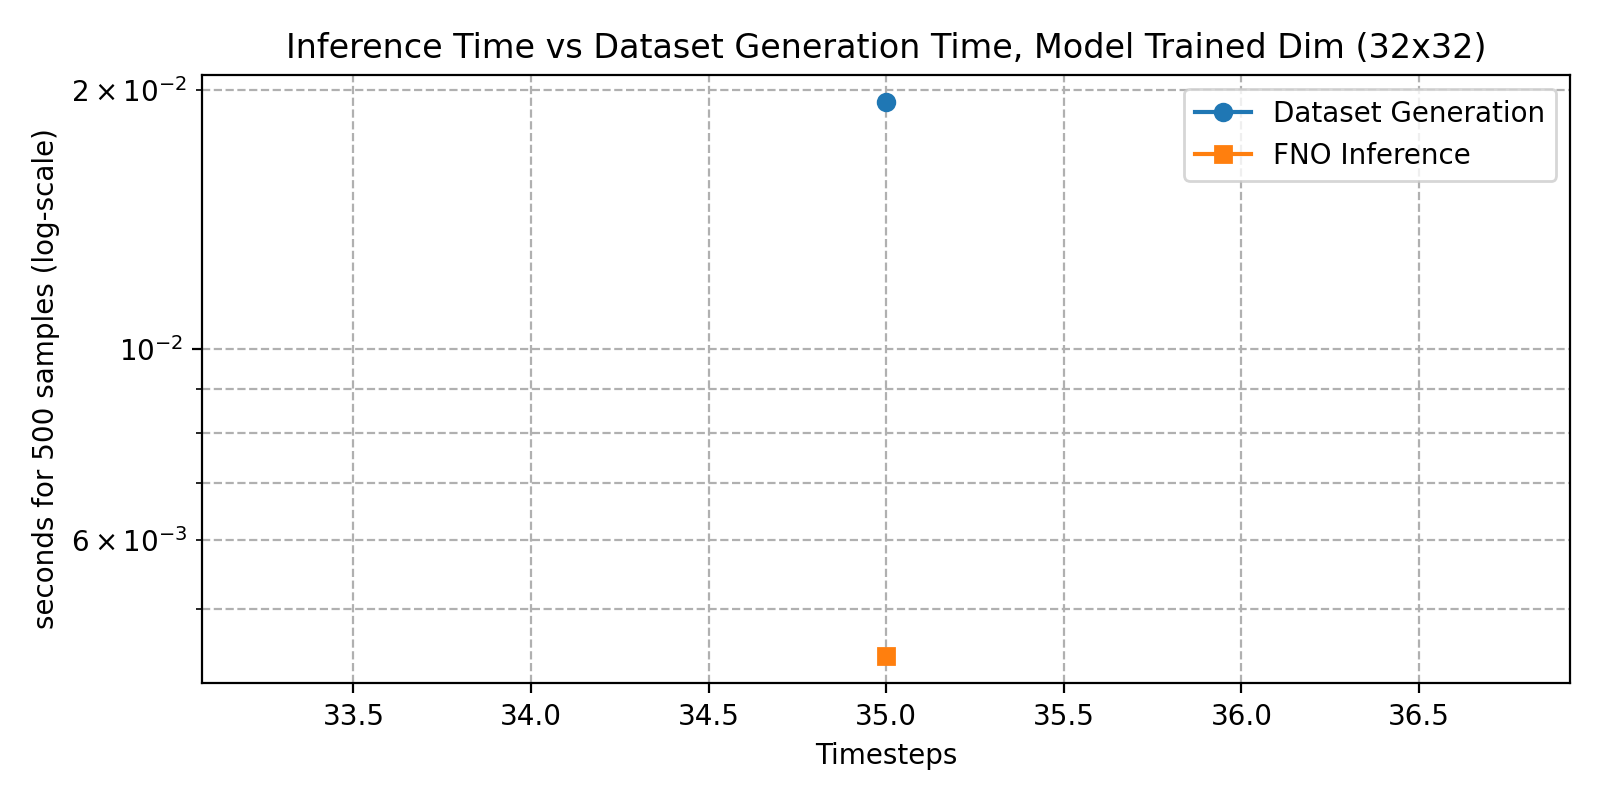 Inference Time vs Dataset Generation Time, Model Trained Dim (32x32)
seconds for 500 samples (log-scale)
2 × 10⁻²
10⁻²
6 × 10⁻³
Dataset Generation
FNO Inference
33.5 34.0 34.5 35.0 35.5 36.0 36.5
Timesteps